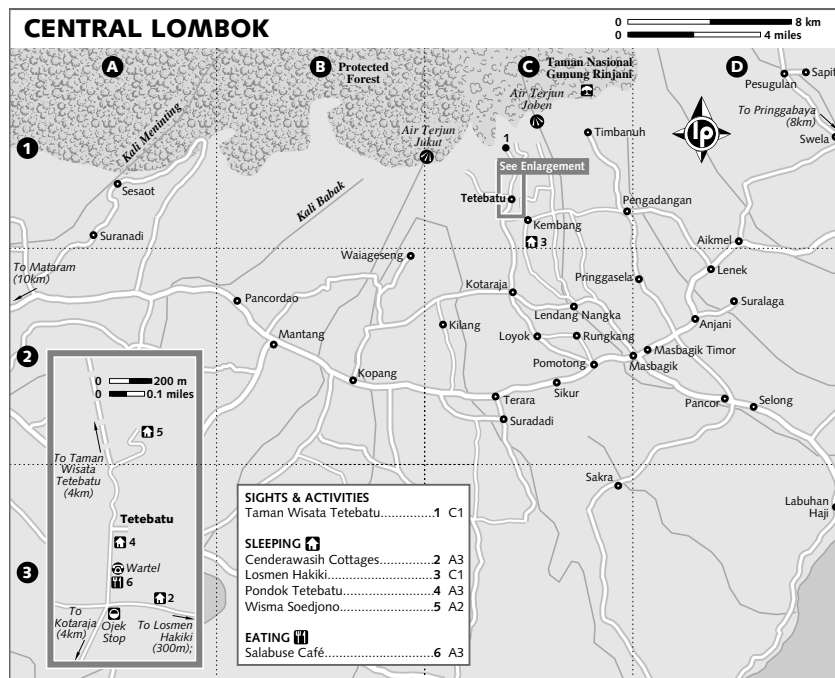 CENTRAL LOMBOK
0 8 km
0 4 miles
A
B
C
D
1
2
3
Protected
Forest
Taman Nasional
Gunung Rinjani
Air Terjun
Joben
Air Terjun
Jukut
Kali Meninting
Kali Babak
Pesugulan
Sapit
To Pringgabaya
(8km)
Swela
lp
Timbanuh
1
See Enlargement
Tetebatu
Kembang
3
Pengadangan
Sesaot
Suranadi
To Mataram
(10km)
Waiageseng
Aikmel
Lenek
Pancordao
Mantang
Kotaraja
Pringgasela
Suralaga
Lendang Nangka
Anjani
Kilang
Loyok
Rungkang
Masbagik Timor
Masbagik
Pomotong
Kopang
Sikur
Terara
Suradadi
Pancor
Selong
Sakra
Labuhan
Haji
0 200 m
0 0.1 miles
5
To Taman
Wisata
Tetebatu
(4km)
Tetebatu
4
Wartel
6
2
To
Kotaraja
(4km)
Ojek
Stop
To Losmen
Hakiki
(300m);
SIGHTS & ACTIVITIES
Taman Wisata Tetebatu..............1 C1
SLEEPING
Cenderawasih Cottages..............2 A3
Losmen Hakiki..............3 C1
Pondok Tetebatu..............4 A3
Wisma Soedjono..............5 A2
EATING
Salabuse Café..............6 A3